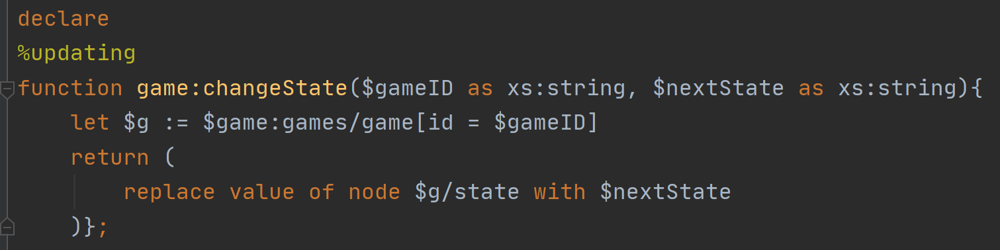 declare
%updating
function game:changeState($gameID as xs:string, $nextState as xs:string){
    let $g := $game:games/game[id = $gameID]
    return (
        replace value of node $g/state with $nextState
    )};